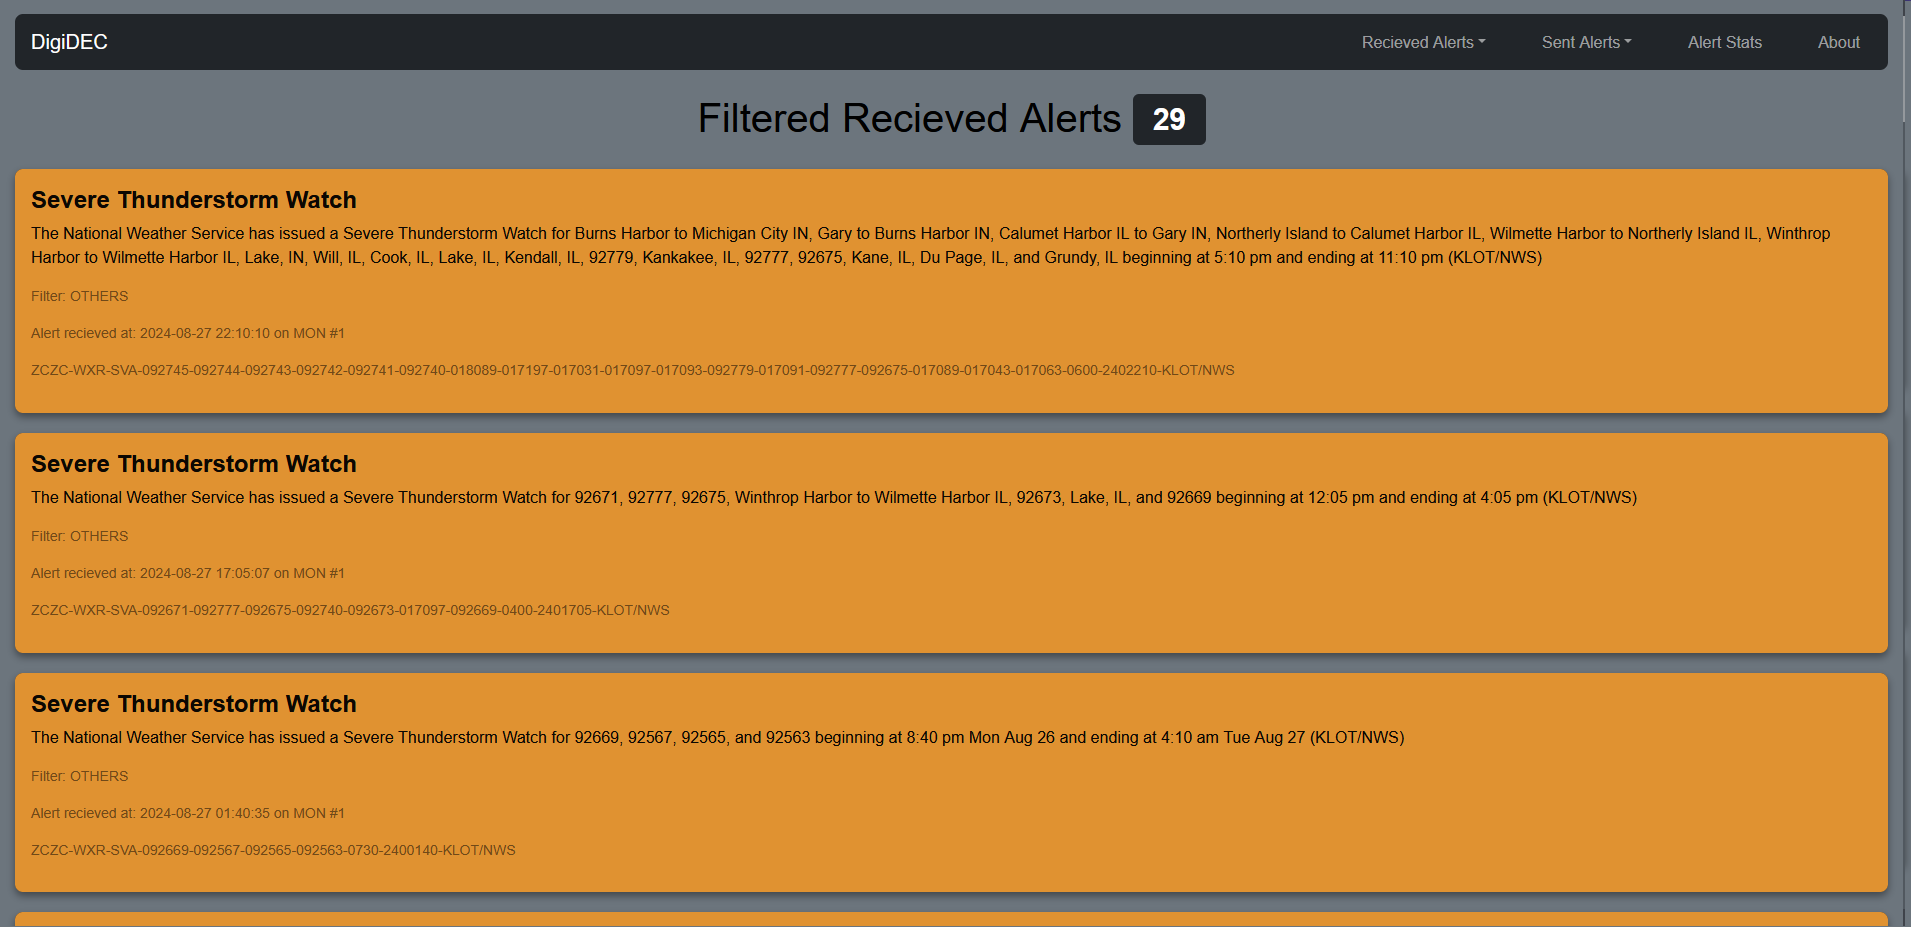 DigiDEC
Recieved Alerts
Sent Alerts
Alert Stats
About
Filtered Recieved Alerts 29
Severe Thunderstorm Watch
The National Weather Service has issued a Severe Thunderstorm Watch for Burns Harbor to Michigan City IN, Gary to Burns Harbor IN, Calumet Harbor IL to Gary IN, Northerly Island to Calumet Harbor IL, Wilmette Harbor to Northerly Island IL, Winthrop
Harbor to Wilmette Harbor IL, Lake, IN, Will, IL, Cook, IL, Lake, IL, Kendall, IL, 92779, Kankakee, IL, 92777, 92675, Kane, IL, Du Page, IL, and Grundy, IL beginning at 5:10 pm and ending at 11:10 pm (KLOT/NWS)
Filter: OTHERS
Alert recieved at: 2024-08-27 22:10:10 on MON #1
ZCZC-WXR-SVA-092745-092744-092743-092742-092741-092740-018089-017197-017031-017097-017093-092779-017091-092777-092675-017089-017043-017063-0600-2402210-KLOT/NWS
Severe Thunderstorm Watch
The National Weather Service has issued a Severe Thunderstorm Watch for 92671, 92777, 92675, Winthrop Harbor to Wilmette Harbor IL, 92673, Lake, IL, and 92669 beginning at 12:05 pm and ending at 4:05 pm (KLOT/NWS)
Filter: OTHERS
Alert recieved at: 2024-08-27 17:05:07 on MON #1
ZCZC-WXR-SVA-092671-092777-092675-092740-092673-017097-092669-0400-2401705-KLOT/NWS
Severe Thunderstorm Watch
The National Weather Service has issued a Severe Thunderstorm Watch for 92669, 92567, 92565, and 92563 beginning at 8:40 pm Mon Aug 26 and ending at 4:10 am Tue Aug 27 (KLOT/NWS)
Filter: OTHERS
Alert recieved at: 2024-08-27 01:40:35 on MON #1
ZCZC-WXR-SVA-092669-092567-092565-092563-0730-2400140-KLOT/NWS